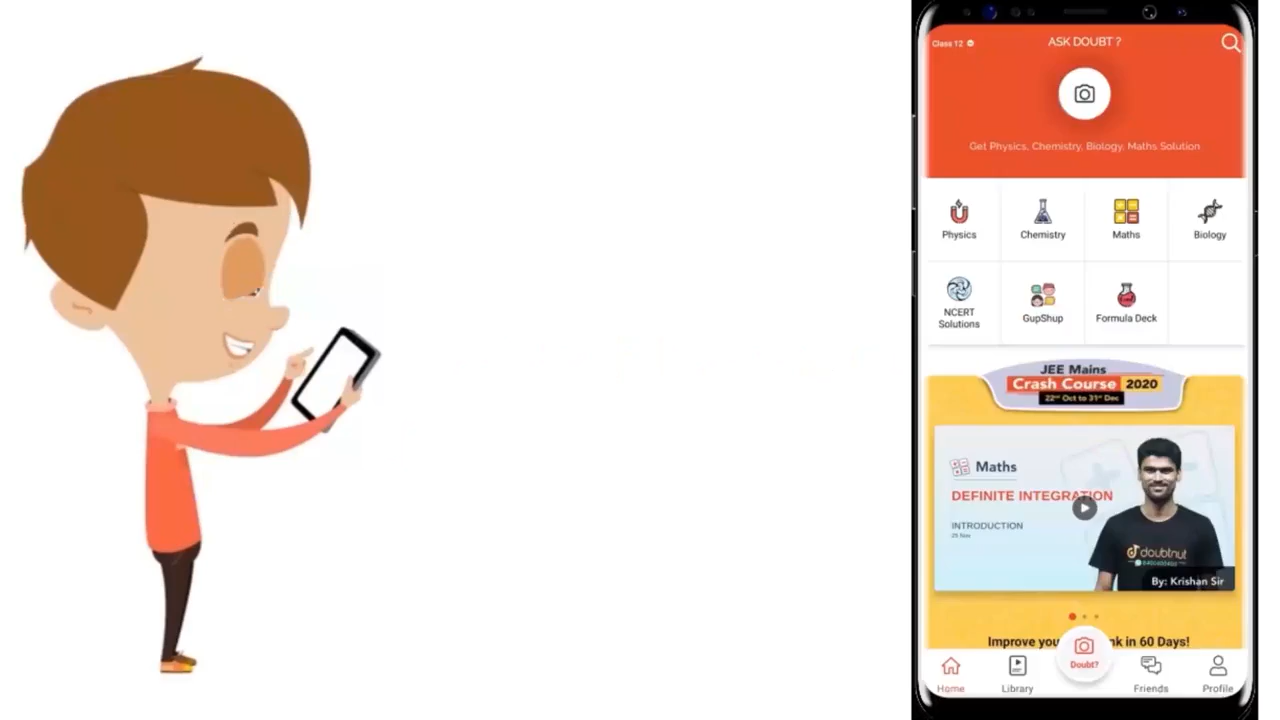 Class 12
ASK DOUBT ?
Get Physics, Chemistry, Biology, Maths Solution
Physics
Chemistry
Maths
Biology
NCERT
Solutions
GupShup
Formula Deck
JEE Mains
Crash Course 2020
22nd Oct to 31st Dec
Maths
DEFINITE INTEGRATION
INTRODUCTION
doubtnut
By: Krishan Sir
Improve you nk in 60 Days!
Doubt?
Home
Library
Friends
Profile